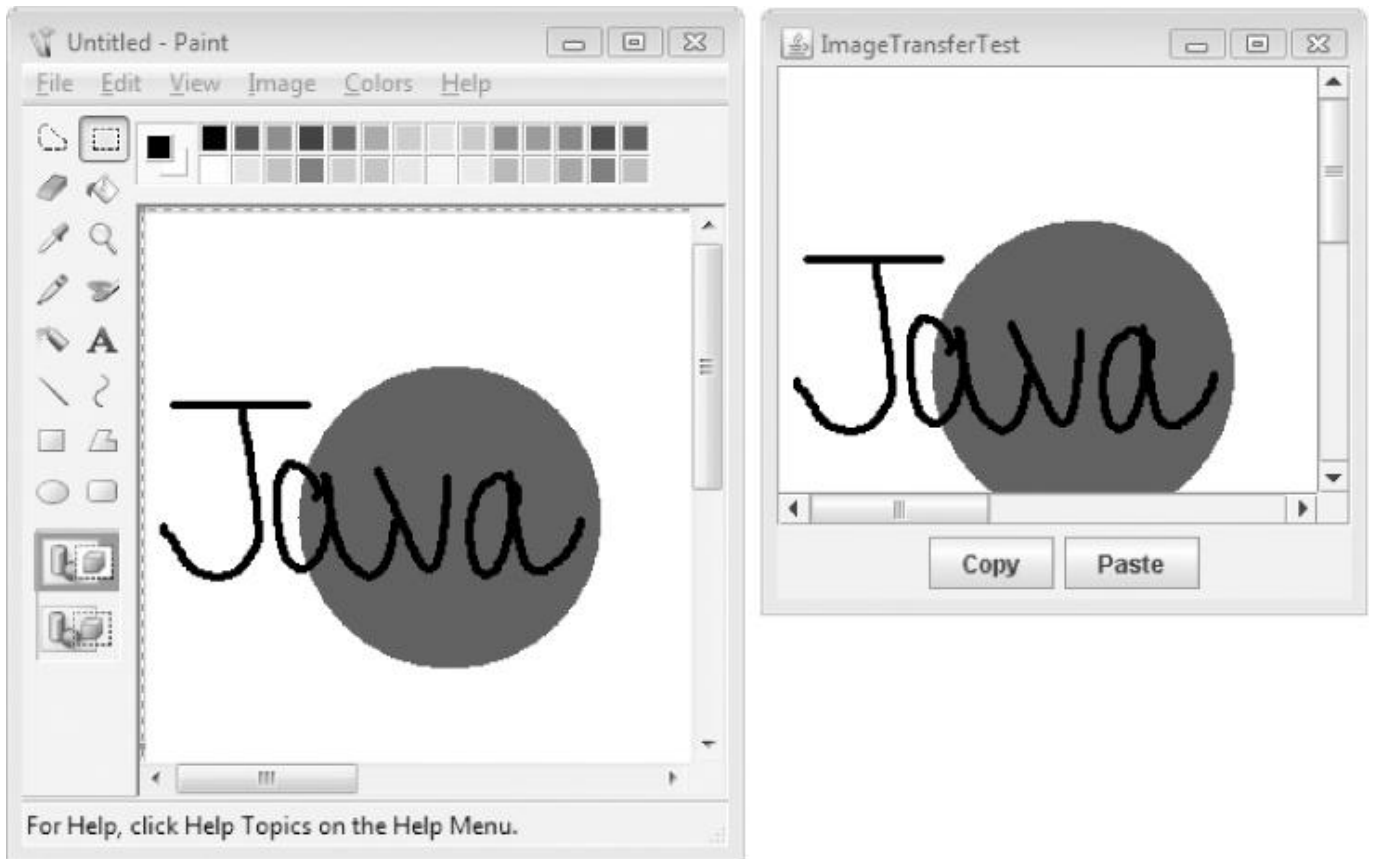 Untitled - Paint
File Edit View Image Colors Help
A
Java
For Help, click Help Topics on the Help Menu.
ImageTransferTest
Java
Copy Paste